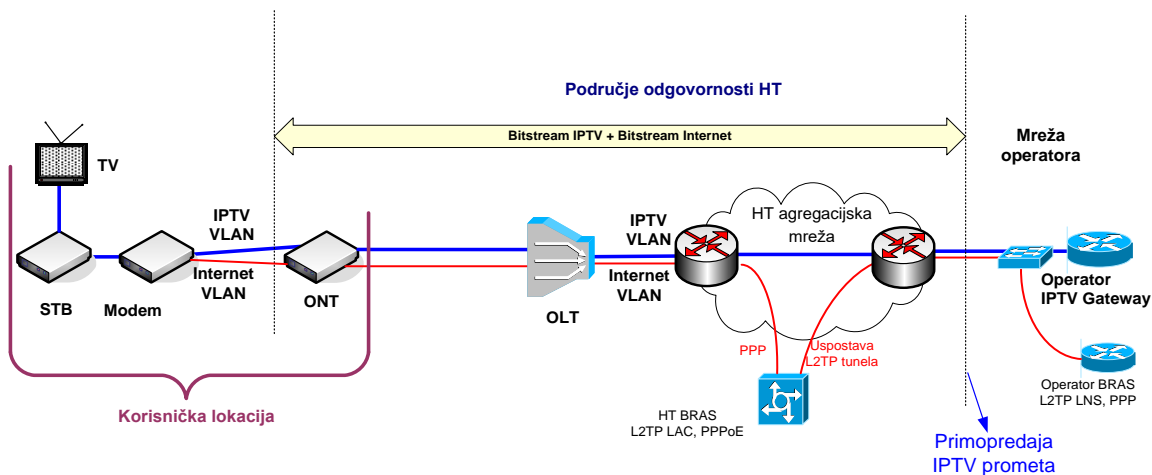 Područje odgovornosti HT
Bitstream IPTV + Bitstream Internet
Mreža
operatora
TV
IPTV
VLAN
Internet
VLAN
STB
Modem
ONT
OLT
IPTV
VLAN
Internet
VLAN
HT agregacijska
mreža
Operator
IPTV Gateway
PPP
Uspostava
L2TP tunela
HT BRAS
L2TP LAC, PPPoE
Operator BRAS
L2TP LNS, PPP
Korisnička lokacija
Primopredaja
IPTV prometa